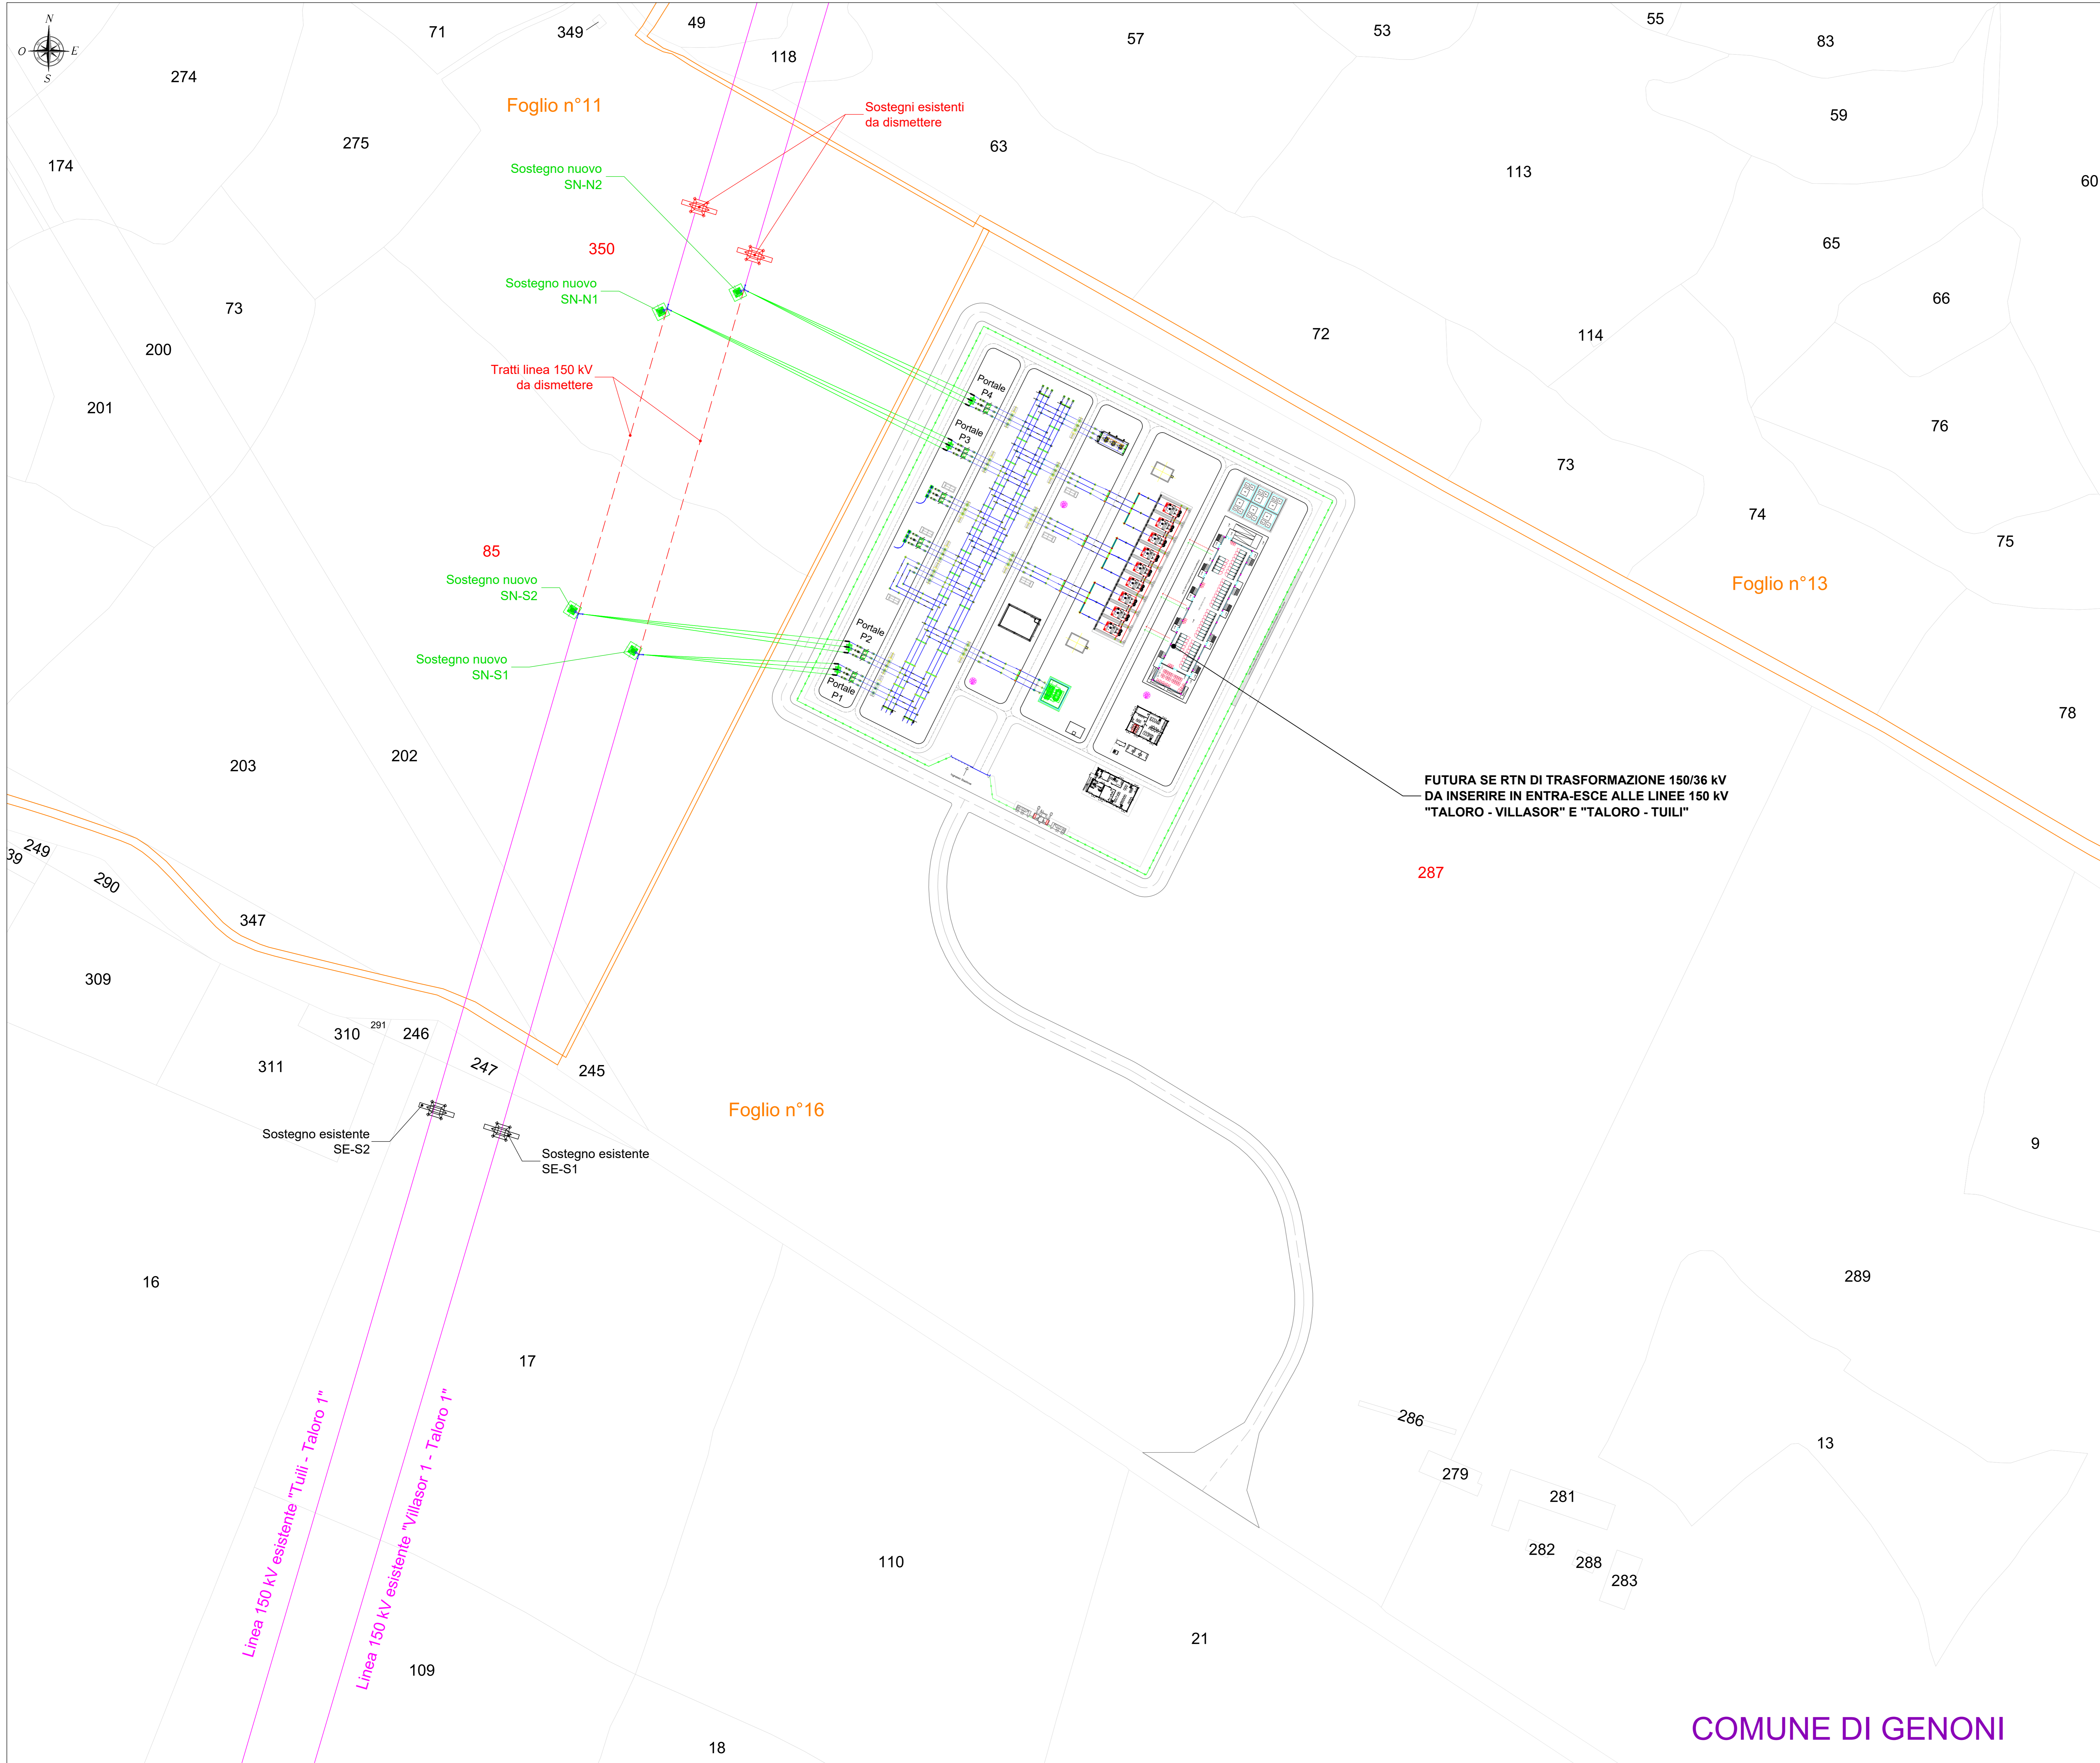 N
O E
S
71
349
49
118
57
53
55
83
274
Foglio n°11
Sostegni esistenti
da dismettere
59
275
63
174
Sostegno nuovo
SN-N2
113
60
350
65
Sostegno nuovo
SN-N1
66
73
72
114
200
Tratti linea 150 kV
da dismettere
Portale
P4
201
Portale
P3
76
73
74
75
85
Sostegno nuovo
SN-S2
Foglio n°13
Portale
P2
Sostegno nuovo
SN-S1
Portale
P1
78
203
202
FUTURA SE RTN DI TRASFORMAZIONE 150/36 kV
DA INSERIRE IN ENTRA-ESCE ALLE LINEE 150 kV
"TALORO - VILLASOR" E "TALORO - TUILI"
39
249
290
287
347
309
310
291
246
311
247
245
Foglio n°16
Sostegno esistente
SE-S2
Sostegno esistente
SE-S1
9
16
289
17
Linea 150 kV esistente "Tuili - Taloro 1"
Linea 150 kV esistente "Villasor 1 - Taloro 1"
286
13
279
281
282
288
283
110
21
109
18
COMUNE DI GENONI